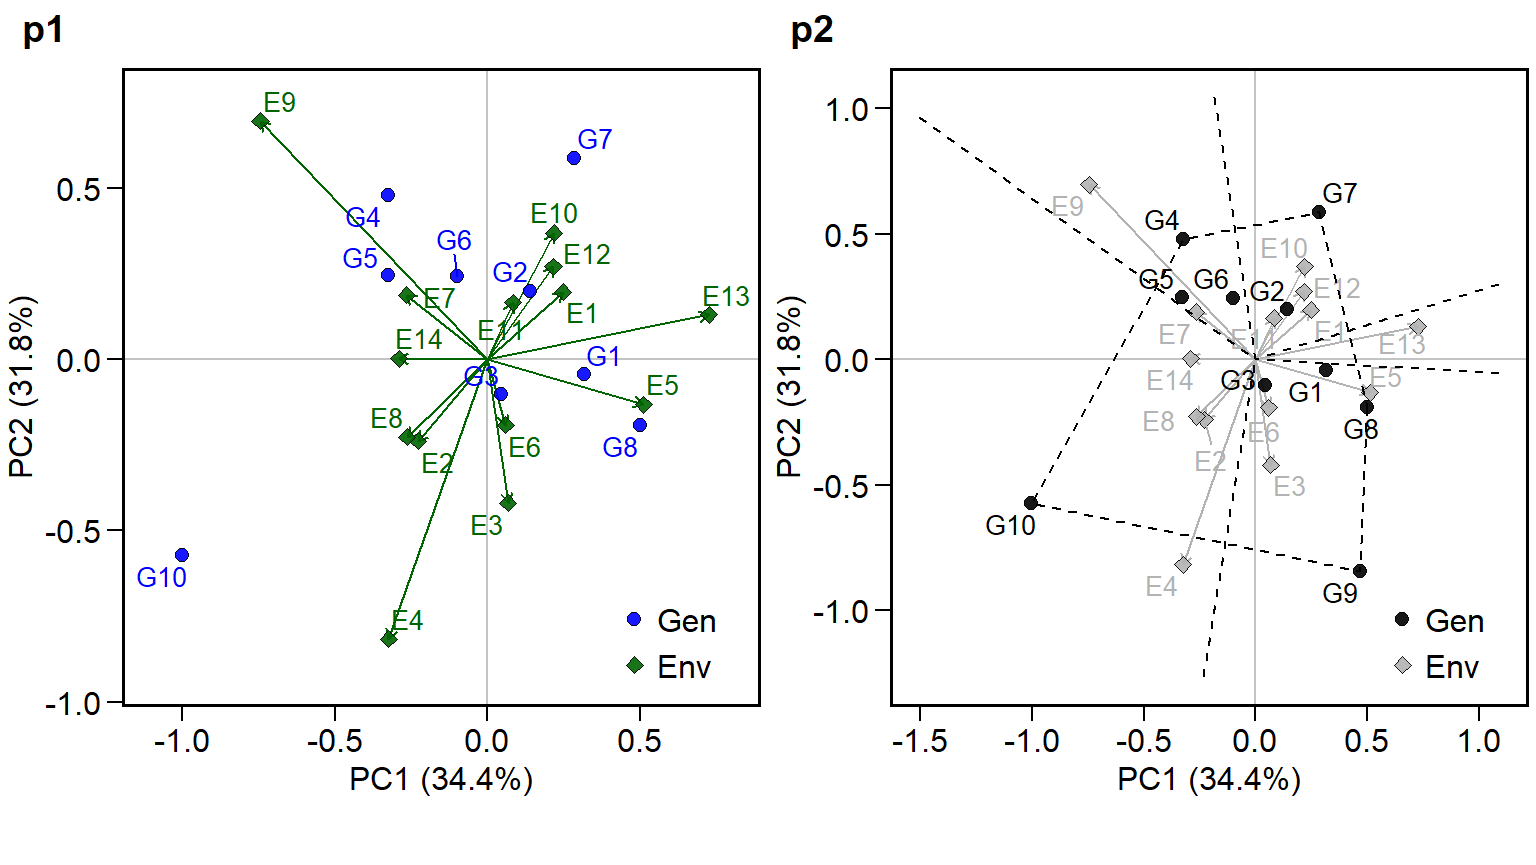 p1
E9
G7
0.5
G4
E10
G6
G5
G2
E12
E7
E13
E11
E1
E14
0.0
G1
G3
E5
E8
E6
G8
E2
E3
-0.5
G10
E4
Gen
Env
-1.0
-1.0
-0.5
0.0
0.5
PC1 (34.4%)
PC2 (31.8%)
p2
1.0
G7
E9
G4
0.5
E10
G5
G6
G2
E12
E7
E11
E1
E13
0.0
E14
G3
G1
E5
E8
G8
E6
E2
-0.5
E3
G10
E4
G9
-1.0
Gen
Env
-1.5
-1.0
-0.5
0.0
0.5
1.0
PC1 (34.4%)
PC2 (31.8%)